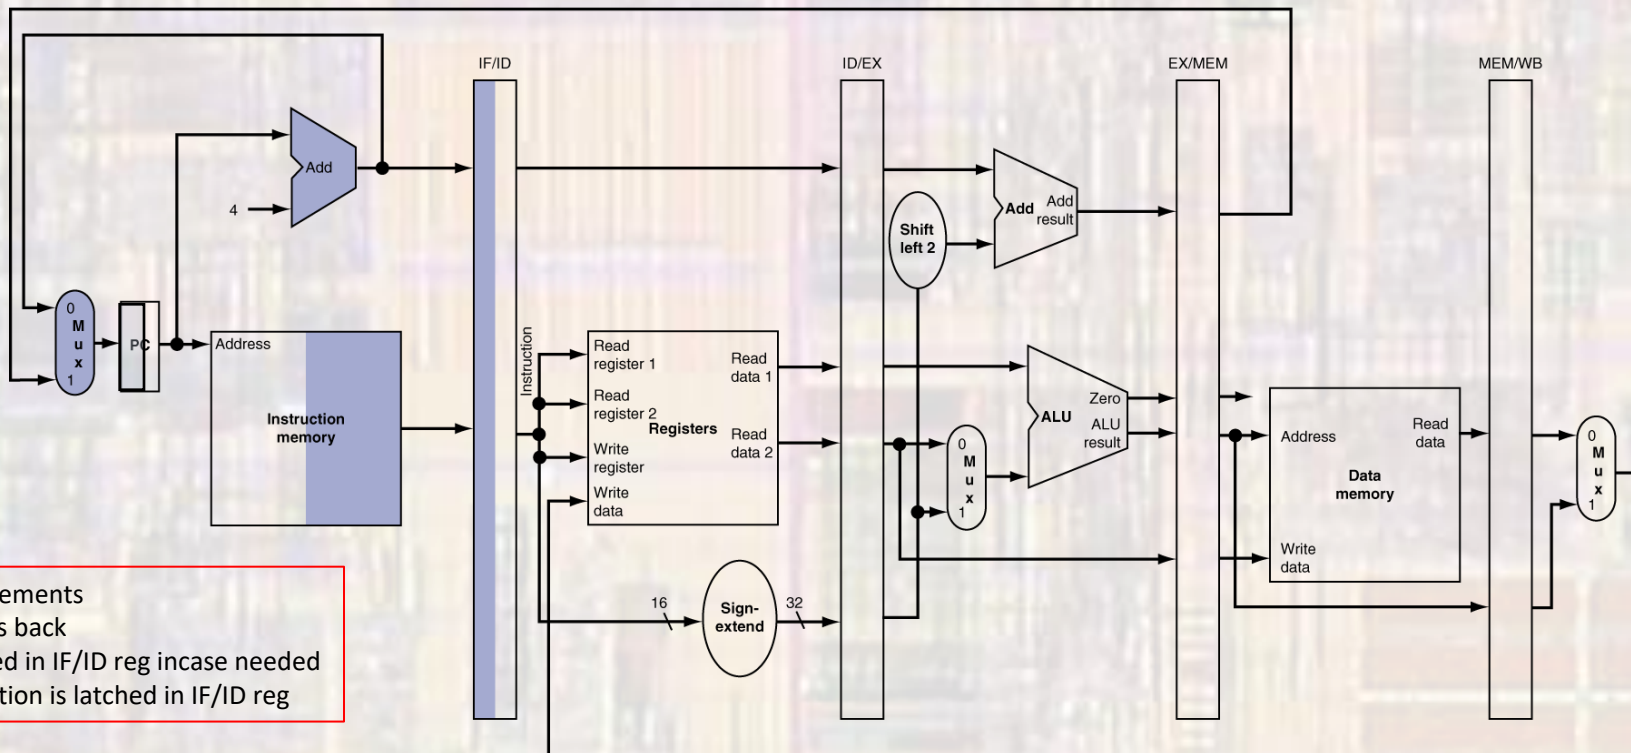 IF/ID
ID/EX
EX/MEM
MEM/WB
Add
4
Shift
left 2
Add
Add
result
0
M
u
x
1
PC
Address
Instruction
memory
Instruction
Read
register 1
Read
register 2
Write
register
Write
data
Registers
Read
data 1
Read
data 2
16
Sign-
extend
32
0
M
u
x
1
Zero
ALU
ALU
result
Address
Read
data
Data
memory
Write
data
0
M
u
x
1
ements
s back
ed in IF/ID reg incase needed
tion is latched in IF/ID reg